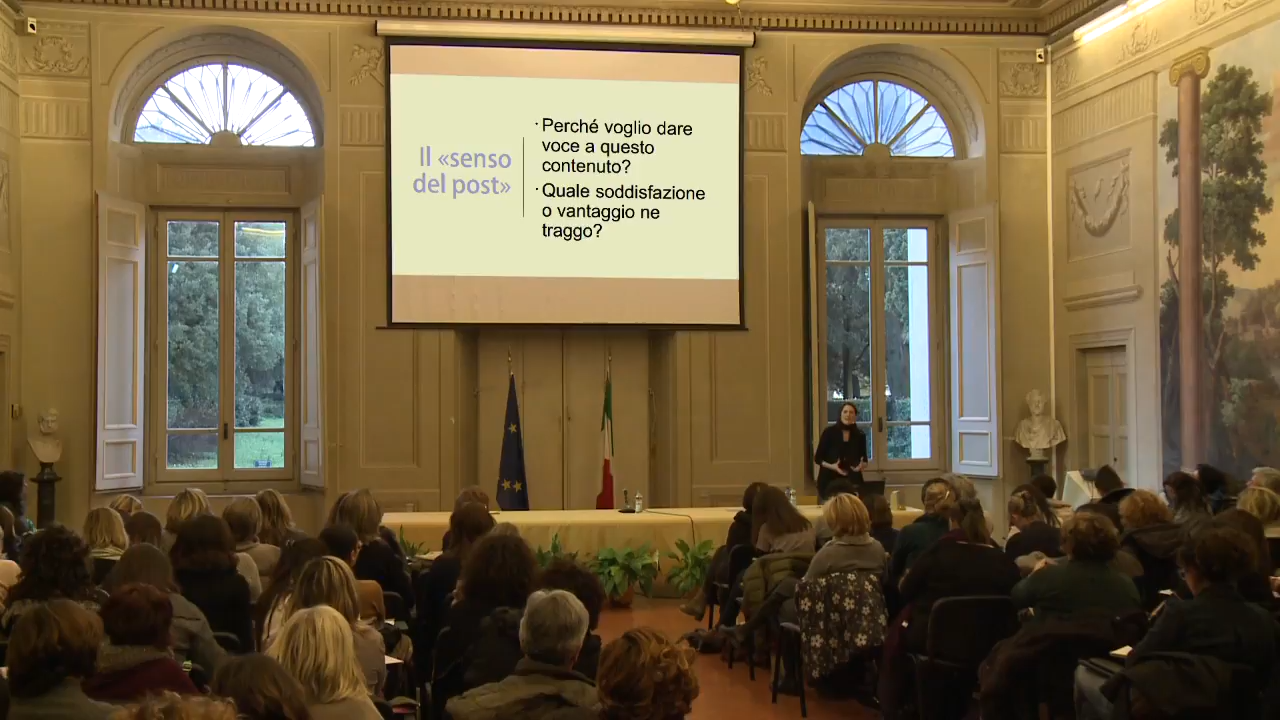 Il «senso
del post»
· Perché voglio dare
voce a questo
contenuto?
· Quale soddisfazione
o vantaggio ne
traggo?